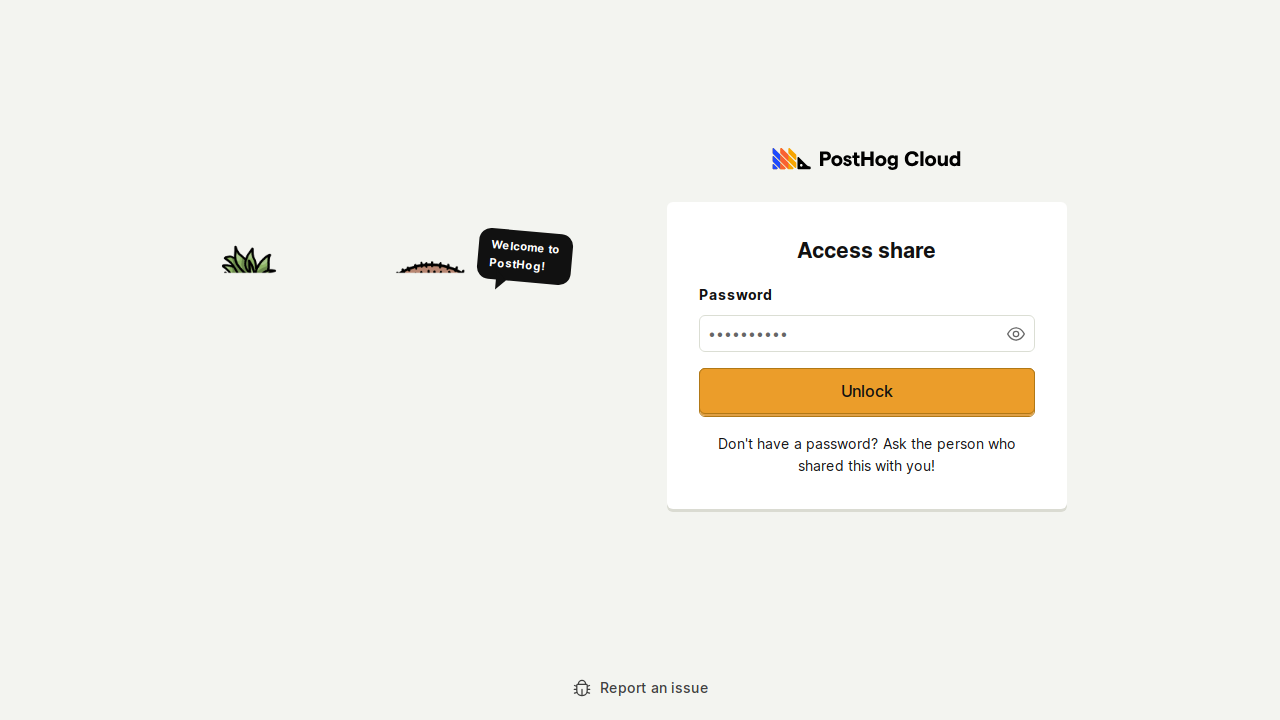 PostHog Cloud
Welcome to
PostHog!
Access share
Password
••••••••••
Unlock
Don't have a password? Ask the person who
shared this with you!
Report an issue